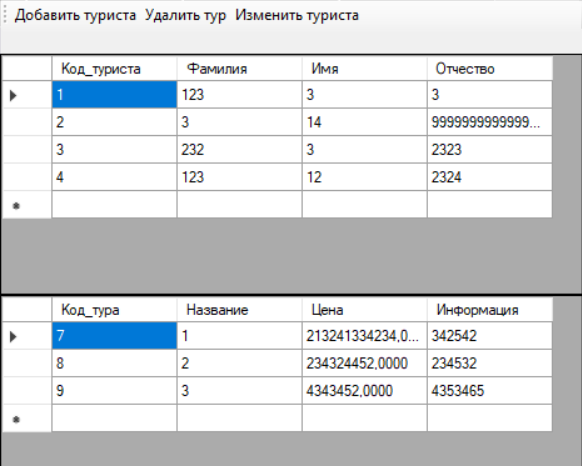 Добавить туриста Удалить тур Изменить туриста
Код_туриста Фамилия Имя Отчество
1 123 3 3
2 3 14 9999999999999...
3 232 3 2323
4 123 12 2324
Код_тура Название Цена Информация
7 1 213241334234,0... 342542
8 2 234324452,0000 234532
9 3 4343452,0000 4353465